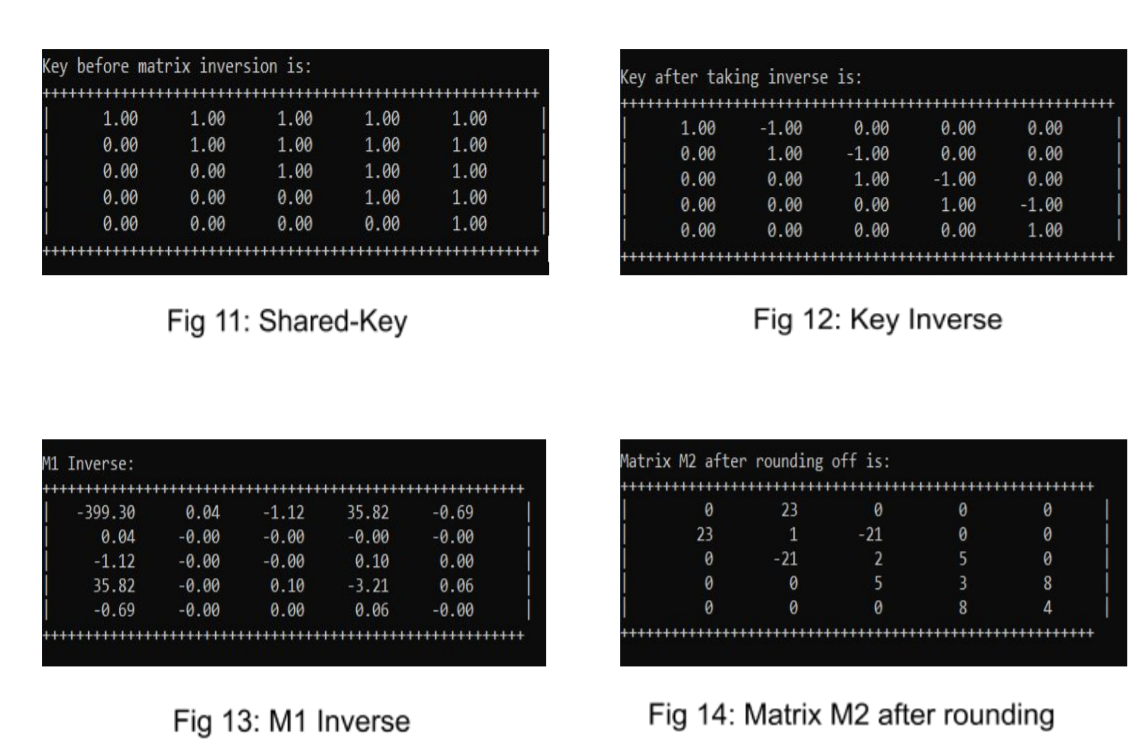 Key before matrix inversion is:
+++++++++++++++++++++++++++++++++++++++++++++++++++++++++
| 1.00 1.00 1.00 1.00 1.00 |
| 0.00 1.00 1.00 1.00 1.00 |
| 0.00 0.00 1.00 1.00 1.00 |
| 0.00 0.00 0.00 1.00 1.00 |
| 0.00 0.00 0.00 0.00 1.00 |
+++++++++++++++++++++++++++++++++++++++++++++++++++++++++
Fig 11: Shared-Key
Key after taking inverse is:
+++++++++++++++++++++++++++++++++++++++++++++++++++++++++
| 1.00 -1.00 0.00 0.00 0.00 |
| 0.00 1.00 -1.00 0.00 0.00 |
| 0.00 0.00 1.00 -1.00 0.00 |
| 0.00 0.00 0.00 1.00 -1.00 |
| 0.00 0.00 0.00 0.00 1.00 |
+++++++++++++++++++++++++++++++++++++++++++++++++++++++++
Fig 12: Key Inverse
M1 Inverse:
+++++++++++++++++++++++++++++++++++++++++++++++++++++++++
| -399.30 0.04 -1.12 35.82 -0.69 |
| 0.04 -0.00 -0.00 -0.00 -0.00 |
| -1.12 -0.00 -0.00 0.10 0.00 |
| 35.82 -0.00 0.10 -3.21 0.06 |
| -0.69 -0.00 0.00 0.06 -0.00 |
+++++++++++++++++++++++++++++++++++++++++++++++++++++++++
Fig 13: M1 Inverse
Matrix M2 after rounding off is:
+++++++++++++++++++++++++++++++++++++++++++++++++++++++++
| 0 23 0 0 0 |
| 23 1 -21 0 0 |
| 0 -21 2 5 0 |
| 0 0 5 3 8 |
| 0 0 0 8 4 |
+++++++++++++++++++++++++++++++++++++++++++++++++++++++++
Fig 14: Matrix M2 after rounding